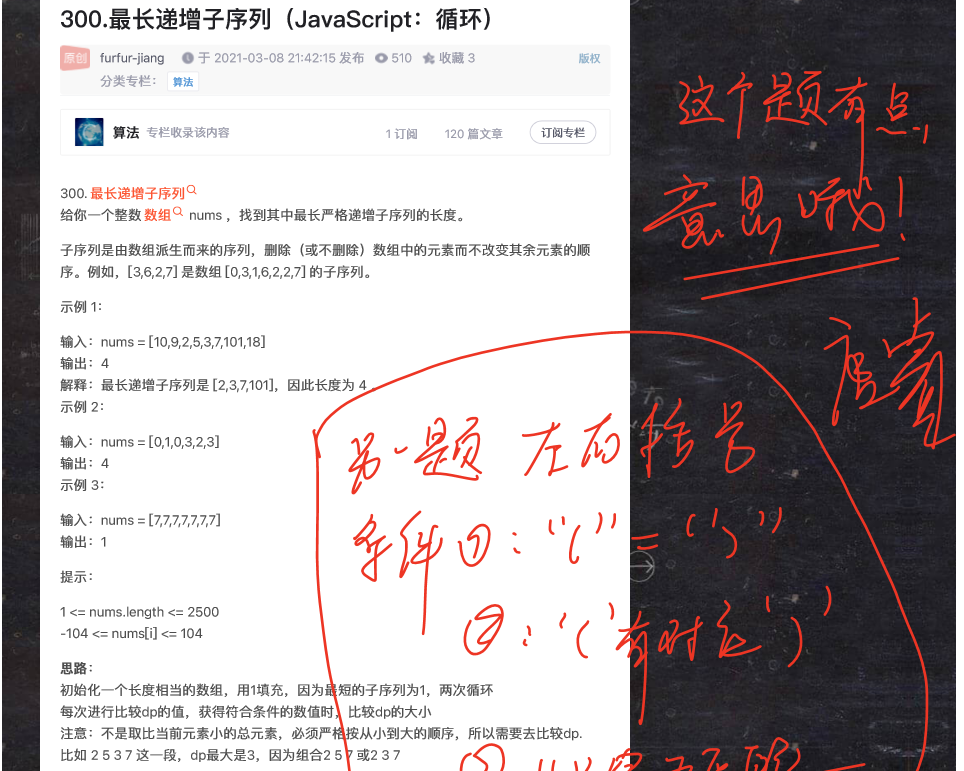 300.最长递增子序列（JavaScript：循环）
原创 furfur-jiang 于 2021-03-08 21:42:15 发布 510 收藏 3 版权
分类专栏： 算法
算法 专栏收录该内容 1 订阅 120 篇文章 订阅专栏
300. 最长递增子序列
给你一个整数 数组 nums ，找到其中最长严格递增子序列的长度。
子序列是由数组派生而来的序列，删除（或不删除）数组中的元素而不改变其余元素的顺
序。例如，[3,6,2,7] 是数组 [0,3,1,6,2,2,7] 的子序列。
示例 1：
输入：nums = [10,9,2,5,3,7,101,18]
输出：4
解释：最长递增子序列是 [2,3,7,101]，因此长度为 4 。
示例 2：
输入：nums = [0,1,0,3,2,3]
输出：4
示例 3：
输入：nums = [7,7,7,7,7,7,7]
输出：1
提示：
1 <= nums.length <= 2500
-104 <= nums[i] <= 104
思路：
初始化一个长度相当的数组，用1填充，因为最短的子序列为1，两次循环
每次进行比较dp的值，获得符合条件的数值时，比较dp的大小
注意：不是取比当前元素小的总元素，必须严格按从小到大的顺序，所以需要去比较dp.
比如 2 5 3 7 这一段，dp最大是3，因为组合2 5 7 或2 3 7
这个题有点
意思哦！
另一题 左右括号
条件①："(" = ")"
②：'('有时定')'